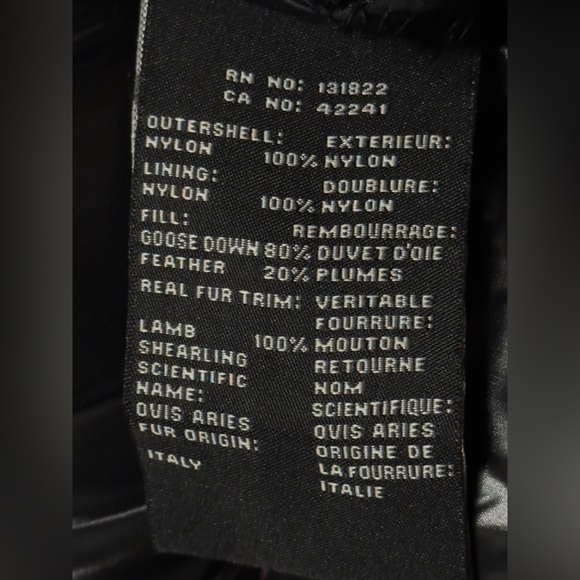 RN NO: 131822
CA NO: 42241
OUTERSHELL: EXTERIEUR:
NYLON 100% NYLON
LINING: DOUBLURE:
NYLON 100% NYLON
FILL: REMBOURRAGE:
GOOSE DOWN 80% DUVET D'OIE
FEATHER 20% PLUMES
REAL FUR TRIM: VERITABLE
FOURRURE:
LAMB 100% MOUTON
SHEARLING RETOURNE
SCIENTIFIC NOM
NAME: SCIENTIFIQUE:
OVIS ARIES OVIS ARIES
FUR ORIGIN: ORIGINE DE
LA FOURRURE:
ITALY ITALIE